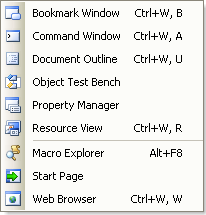 Bookmark Window Ctrl+W, B
Command Window Ctrl+W, A
Document Outline Ctrl+W, U
Object Test Bench
Property Manager
Resource View Ctrl+W, R
Macro Explorer Alt+F8
Start Page
Web Browser Ctrl+W, W